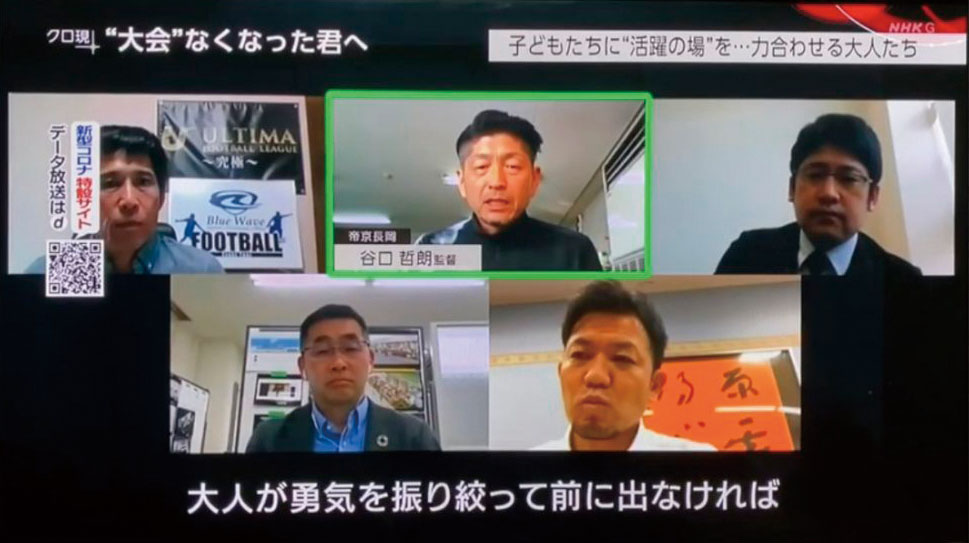 クロ現+
“大会”なくなった君へ
NHK G
子どもたちに“活躍の場”を…力合わせる大人たち
新型コロナ 特設サイト
データ放送はd
ULTIMA
FOOTBALL LEAGUE
～究極～
Blue Wave
FOOTBALL
帝京長岡
谷口 哲朗監督
大人が勇気を振り絞って前に出なければ